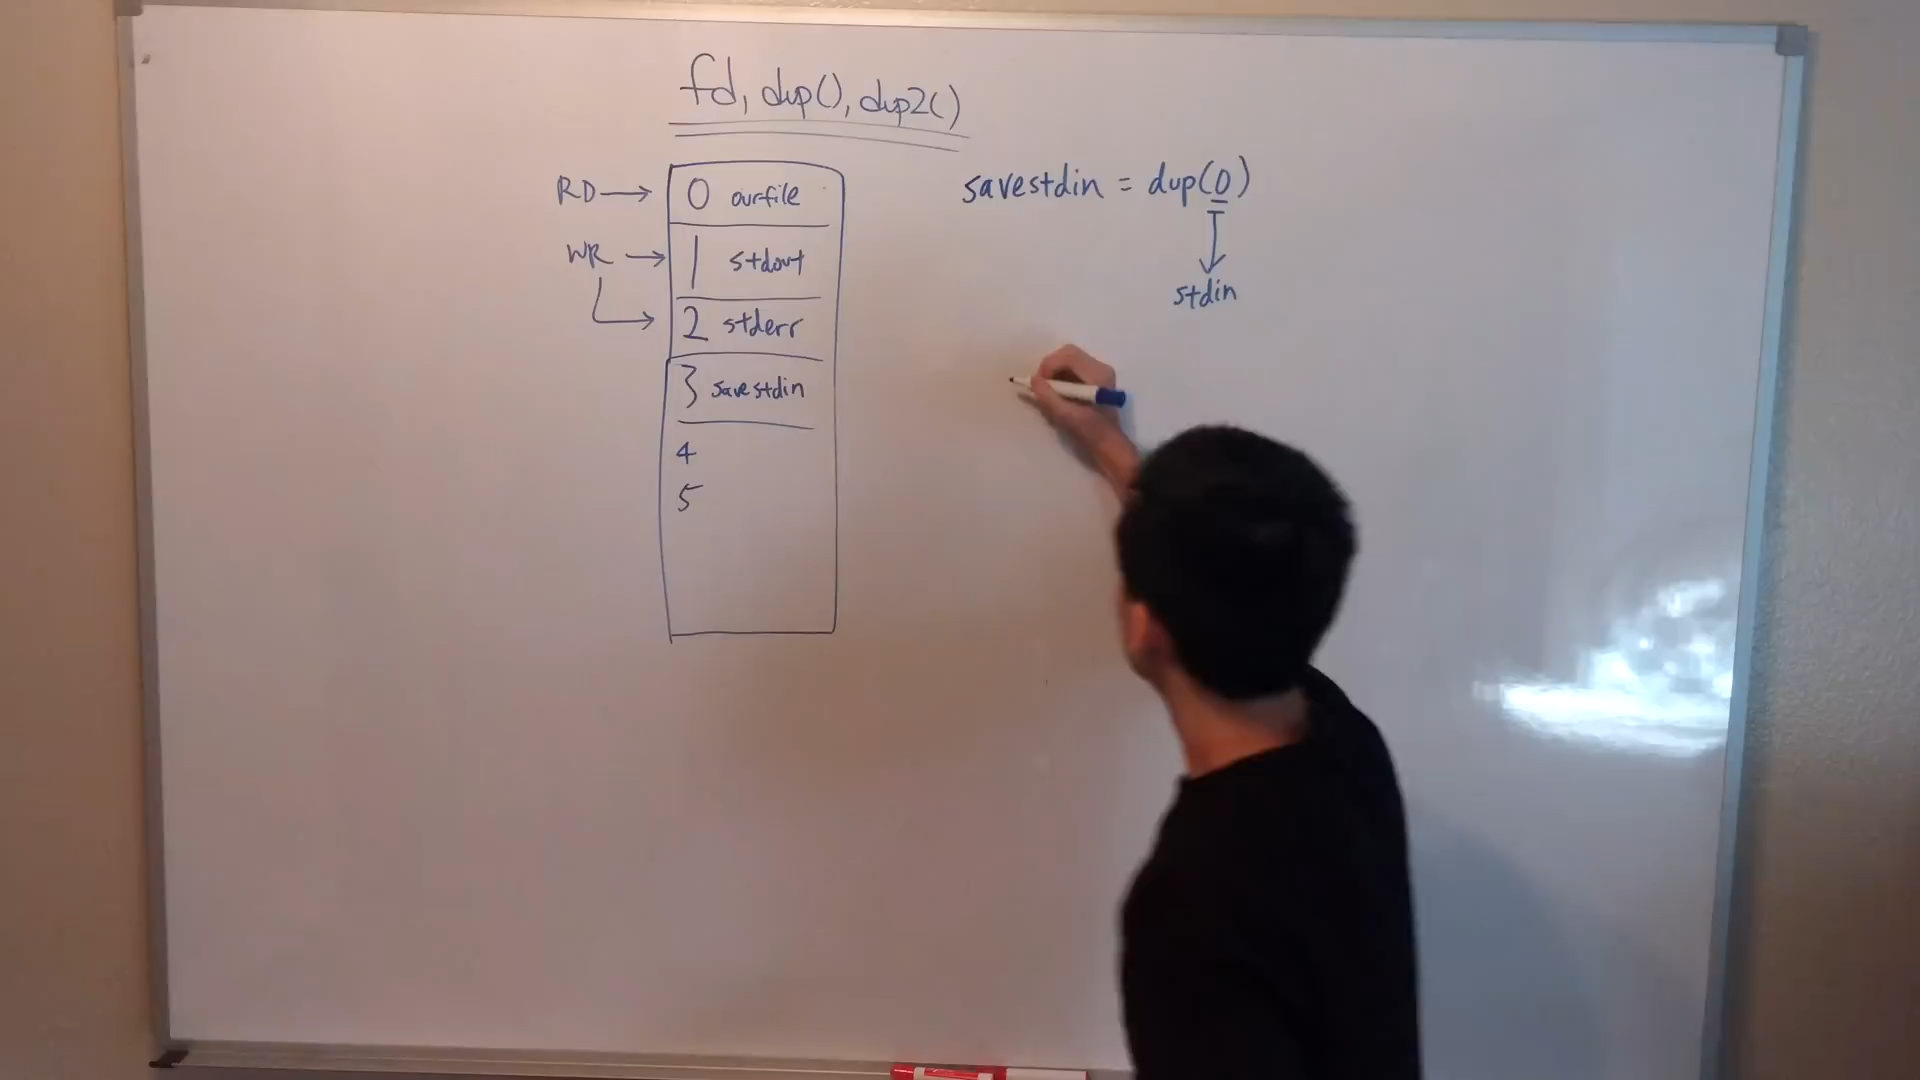 fd, dup(), dup2()
RD → 0 ourfile
WR → 1 stdout
2 stderr
3 savestdin
4
5
savestdin = dup(0)
stdin